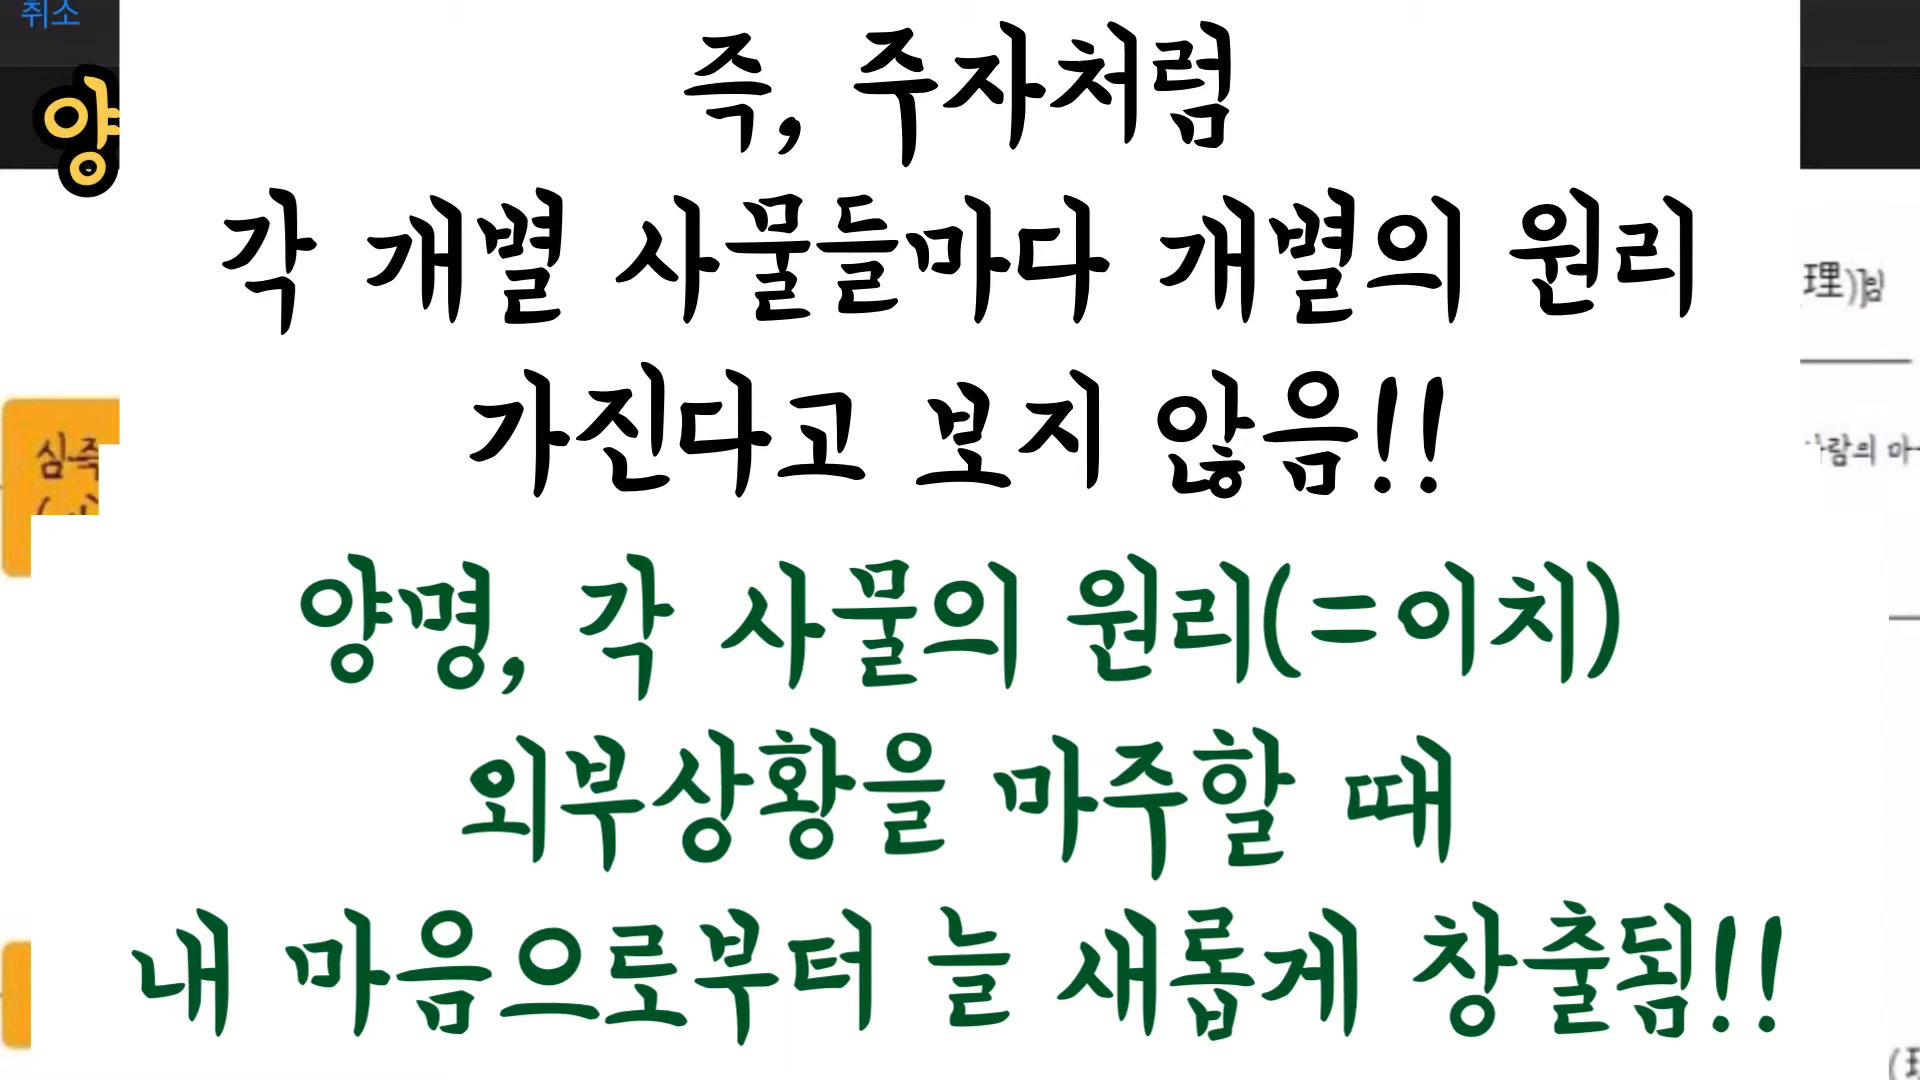 취소
양
즉, 주자처럼
각 개별 사물들마다 개별의 원리
理)
가진다고 보지 않음!!
람의 마
양명, 각 사물의 원리(=이치)
외부상황을 마주할 때
내 마음으로부터 늘 새롭게 창출됨!!